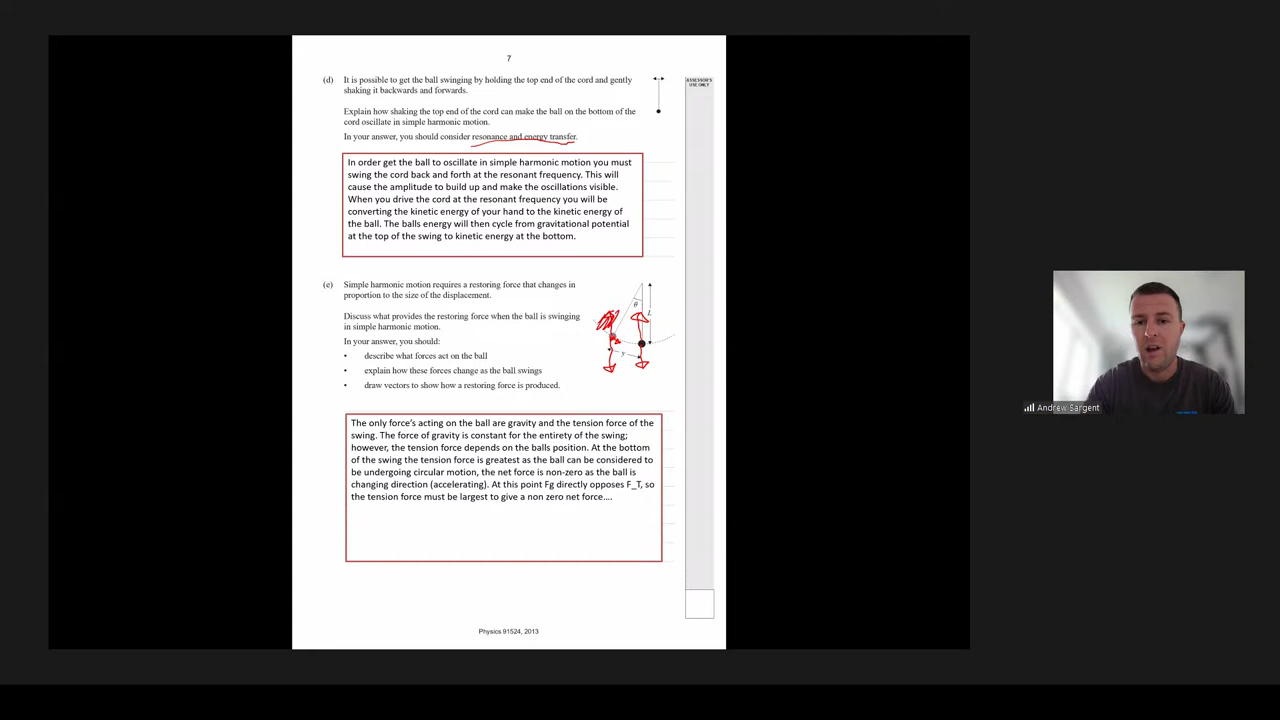 7
(d) It is possible to get the ball swinging by holding the top end of the cord and gently
shaking it backwards and forwards.
ASSESSOR'S
USE ONLY
Explain how shaking the top end of the cord can make the ball on the bottom of the
cord oscillate in simple harmonic motion.
In your answer, you should consider resonance and energy transfer.
In order get the ball to oscillate in simple harmonic motion you must
swing the cord back and forth at the resonant frequency. This will
cause the amplitude to build up and make the oscillations visible.
When you drive the cord at the resonant frequency you will be
converting the kinetic energy of your hand to the kinetic energy of
the ball. The balls energy will then cycle from gravitational potential
at the top of the swing to kinetic energy at the bottom.
(e) Simple harmonic motion requires a restoring force that changes in
proportion to the size of the displacement.
θ
L
y
Discuss what provides the restoring force when the ball is swinging
in simple harmonic motion.
In your answer, you should:
• describe what forces act on the ball
• explain how these forces change as the ball swings
• draw vectors to show how a restoring force is produced.
The only force's acting on the ball are gravity and the tension force of the
swing. The force of gravity is constant for the entirety of the swing;
however, the tension force depends on the balls position. At the bottom
of the swing the tension force is greatest as the ball can be considered to
be undergoing circular motion, the net force is non-zero as the ball is
changing direction (accelerating). At this point Fg directly opposes F_T, so
the tension force must be largest to give a non zero net force....
Physics 91524, 2013
Andrew Sargent